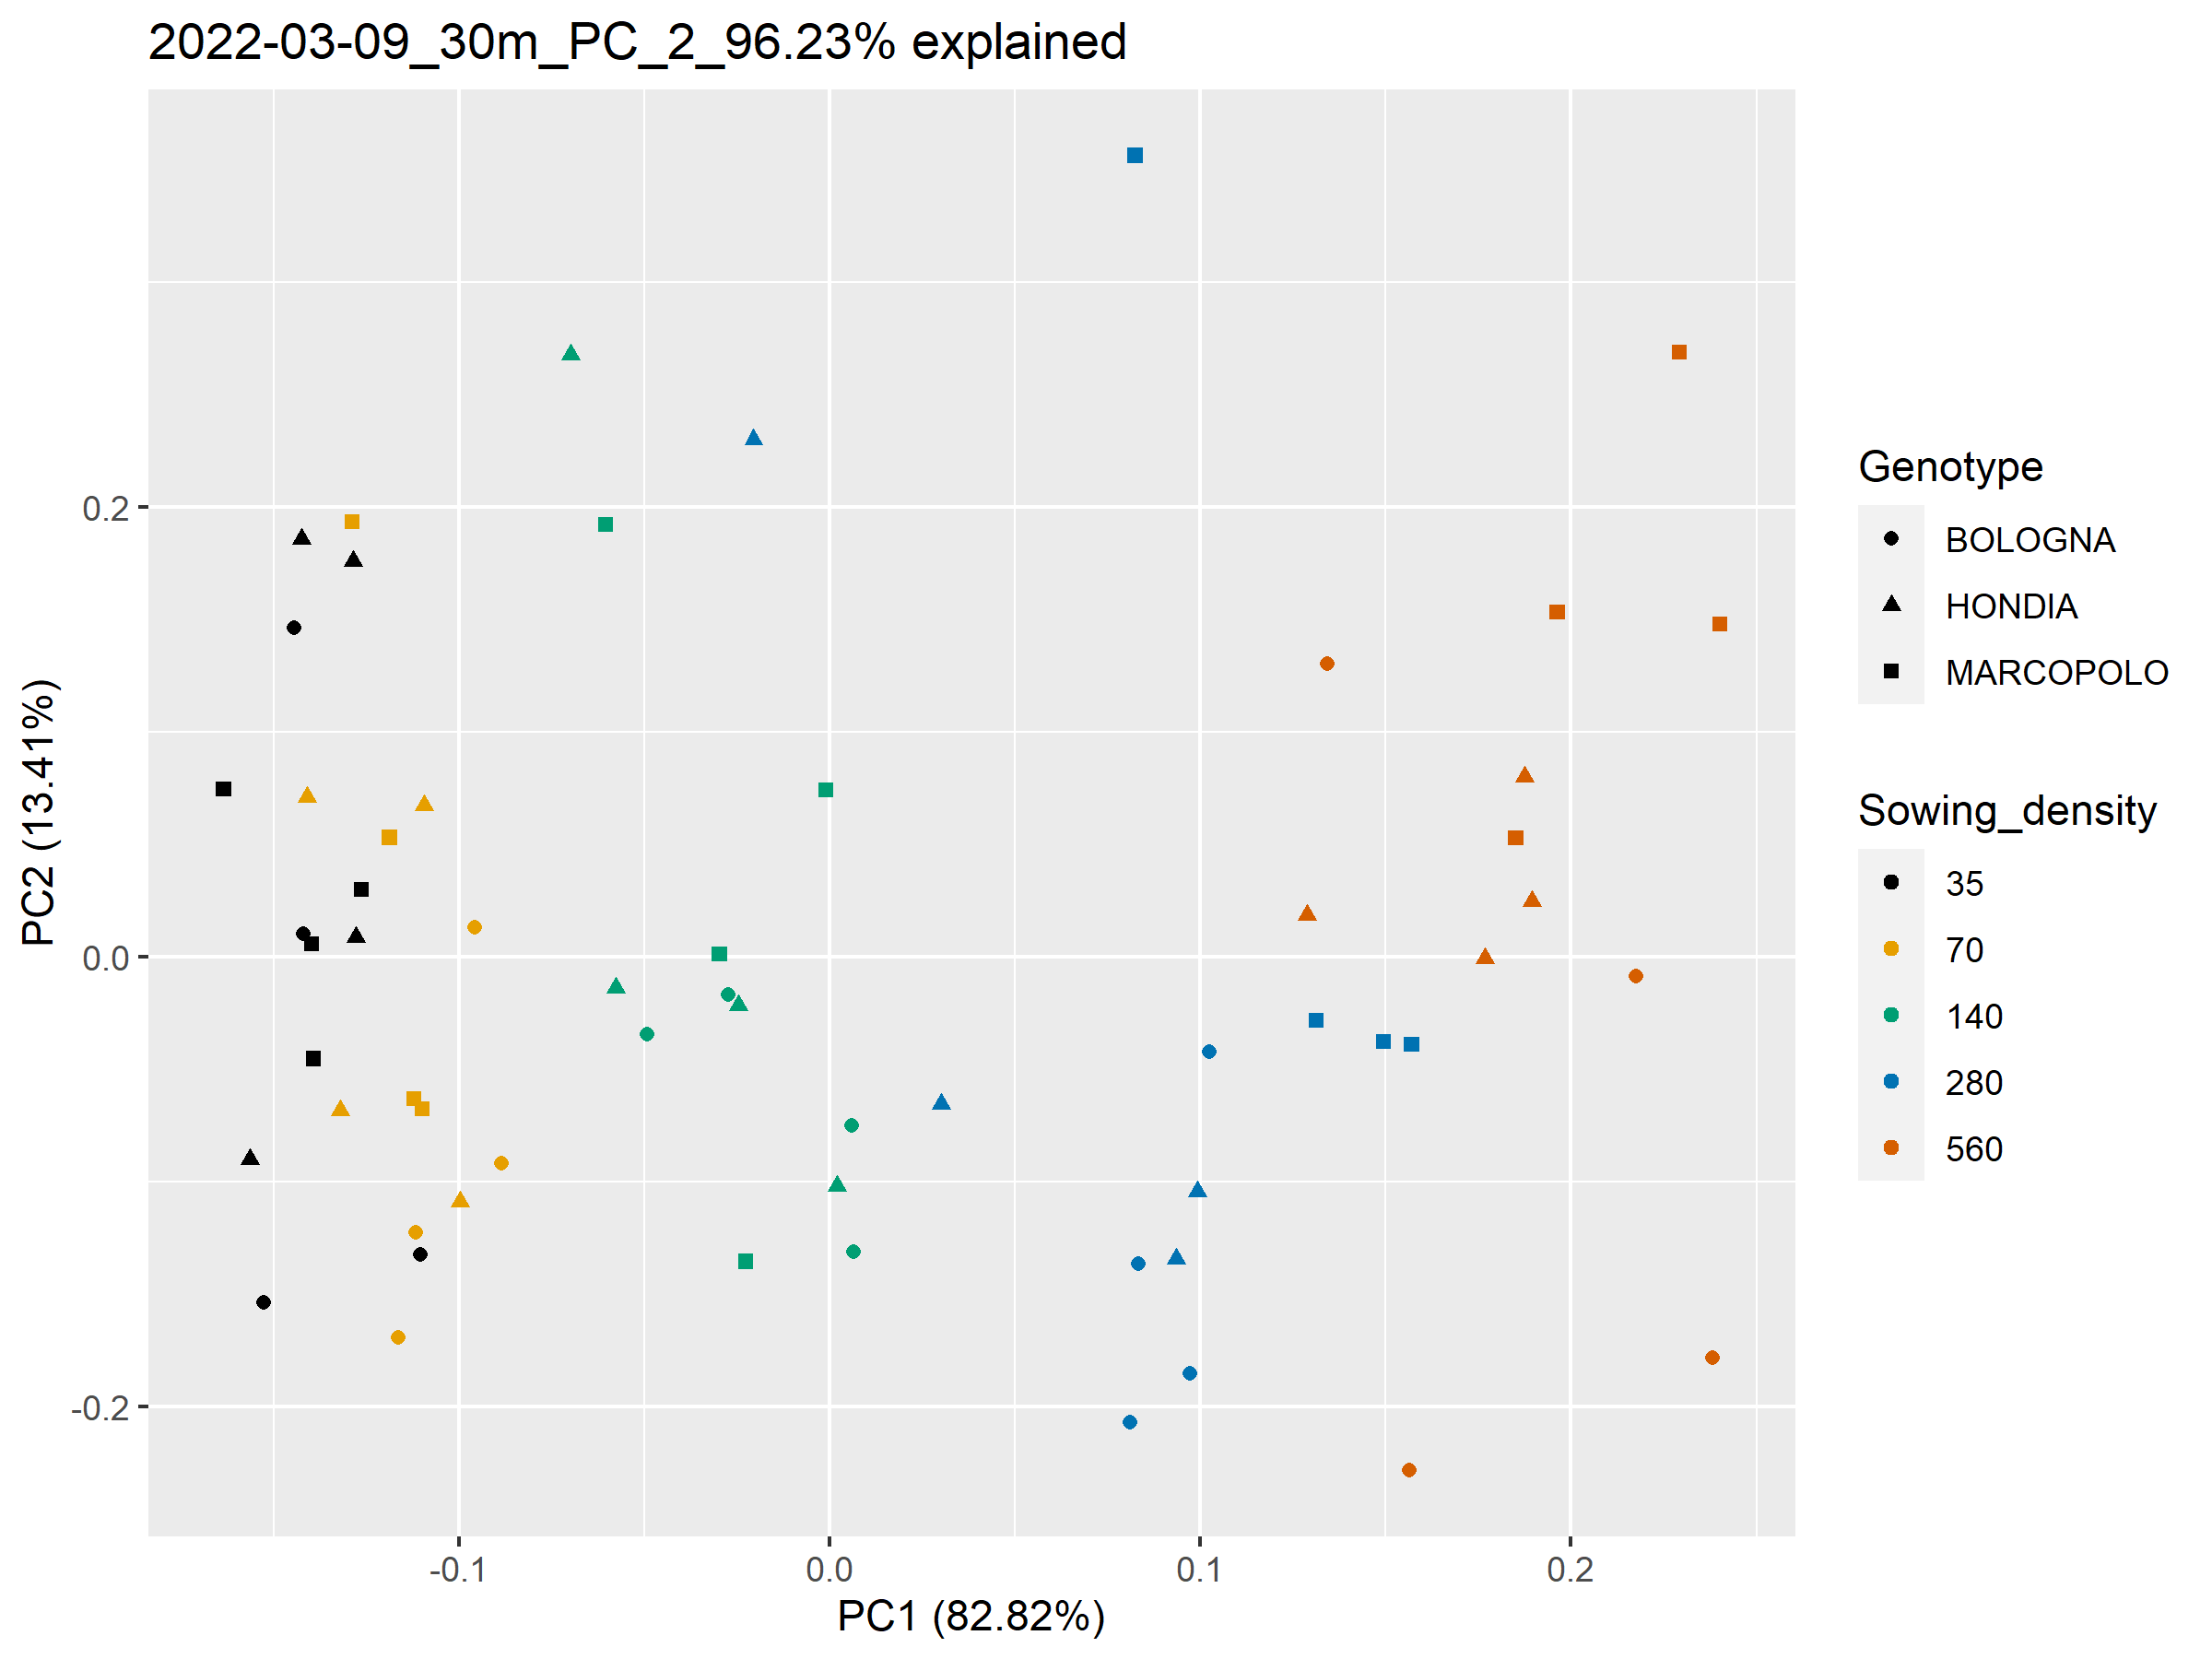 2022-03-09_30m_PC_2_96.23% explained
PC2 (13.41%)
0.2
0.0
-0.2
-0.1
0.0
0.1
0.2
PC1 (82.82%)
Genotype
BOLOGNA
HONDIA
MARCOPOLO
Sowing_density
35
70
140
280
560